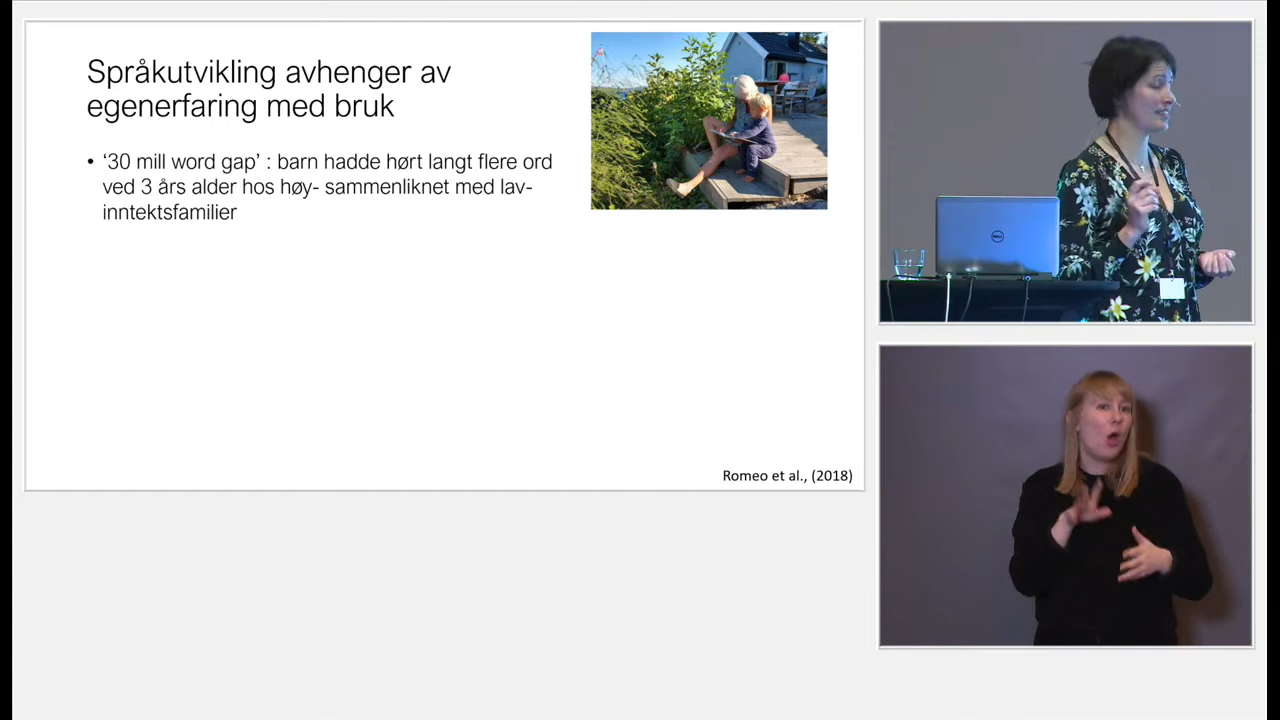 Språkutvikling avhenger av
egenerfaring med bruk
• ‘30 mill word gap’ : barn hadde hørt langt flere ord
ved 3 års alder hos høy- sammenliknet med lav-
inntektsfamilier
Romeo et al., (2018)
DELL